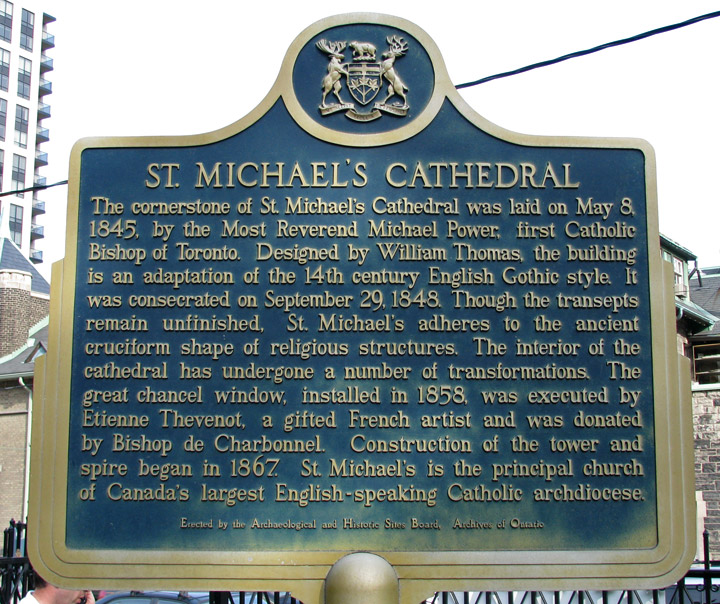 ST. MICHAEL'S CATHEDRAL
The cornerstone of St. Michael's Cathedral was laid on May 8,
1845, by the Most Reverend Michael Power, first Catholic
Bishop of Toronto. Designed by William Thomas, the building
is an adaptation of the 14th century English Gothic style. It
was consecrated on September 29, 1848. Though the transepts
remain unfinished, St. Michael's adheres to the ancient
cruciform shape of religious structures. The interior of the
cathedral has undergone a number of transformations. The
great chancel window, installed in 1858, was executed by
Etienne Thevenot, a gifted French artist and was donated
by Bishop de Charbonnel. Construction of the tower and
spire began in 1867. St. Michael's is the principal church
of Canada's largest English-speaking Catholic archdiocese.
Erected by the Archaeological and Historic Sites Board, Archives of Ontario